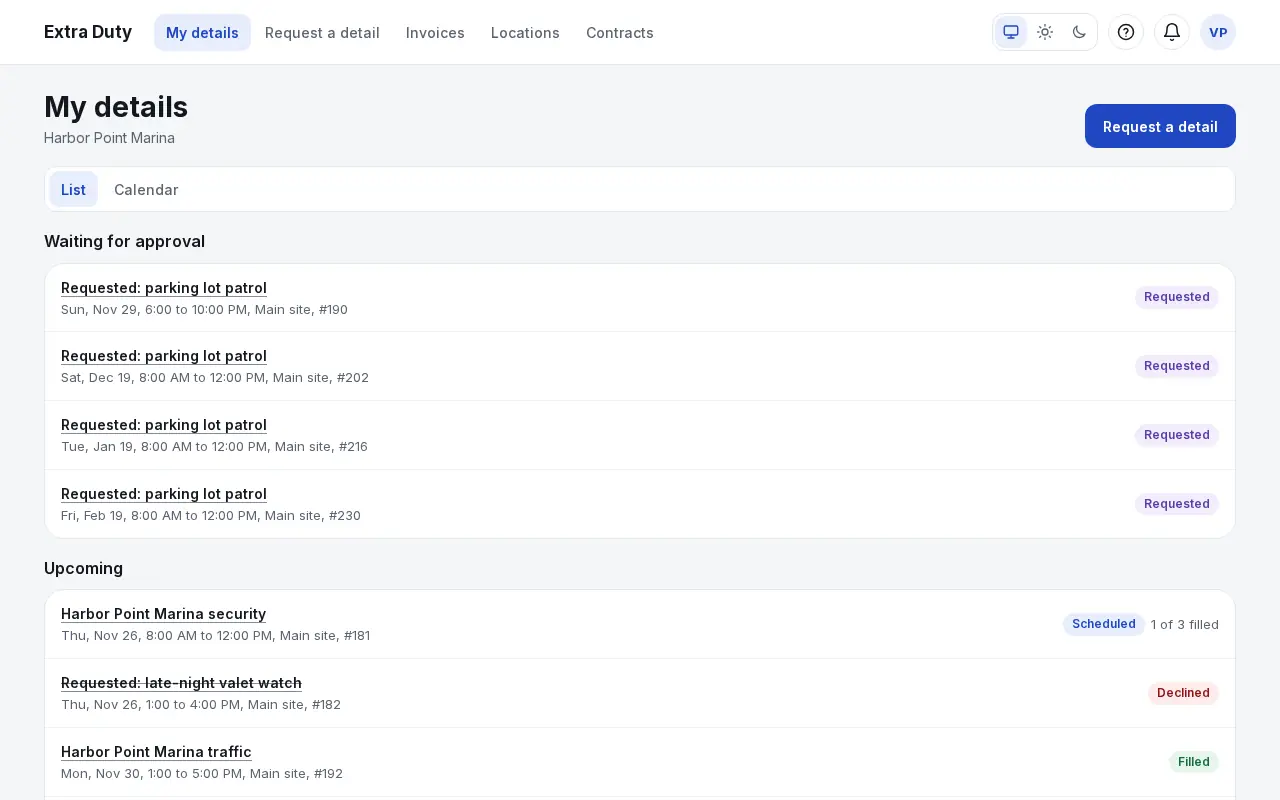 Extra Duty
My details
Request a detail
Invoices
Locations
Contracts
VP
My details
Harbor Point Marina
Request a detail
List
Calendar
Waiting for approval
Requested: parking lot patrol
Sun, Nov 29, 6:00 to 10:00 PM, Main site, #190
Requested
Requested: parking lot patrol
Sat, Dec 19, 8:00 AM to 12:00 PM, Main site, #202
Requested
Requested: parking lot patrol
Tue, Jan 19, 8:00 AM to 12:00 PM, Main site, #216
Requested
Requested: parking lot patrol
Fri, Feb 19, 8:00 AM to 12:00 PM, Main site, #230
Requested
Upcoming
Harbor Point Marina security
Thu, Nov 26, 8:00 AM to 12:00 PM, Main site, #181
Scheduled 1 of 3 filled
Requested: late-night valet watch
Thu, Nov 26, 1:00 to 4:00 PM, Main site, #182
Declined
Harbor Point Marina traffic
Mon, Nov 30, 1:00 to 5:00 PM, Main site, #192
Filled